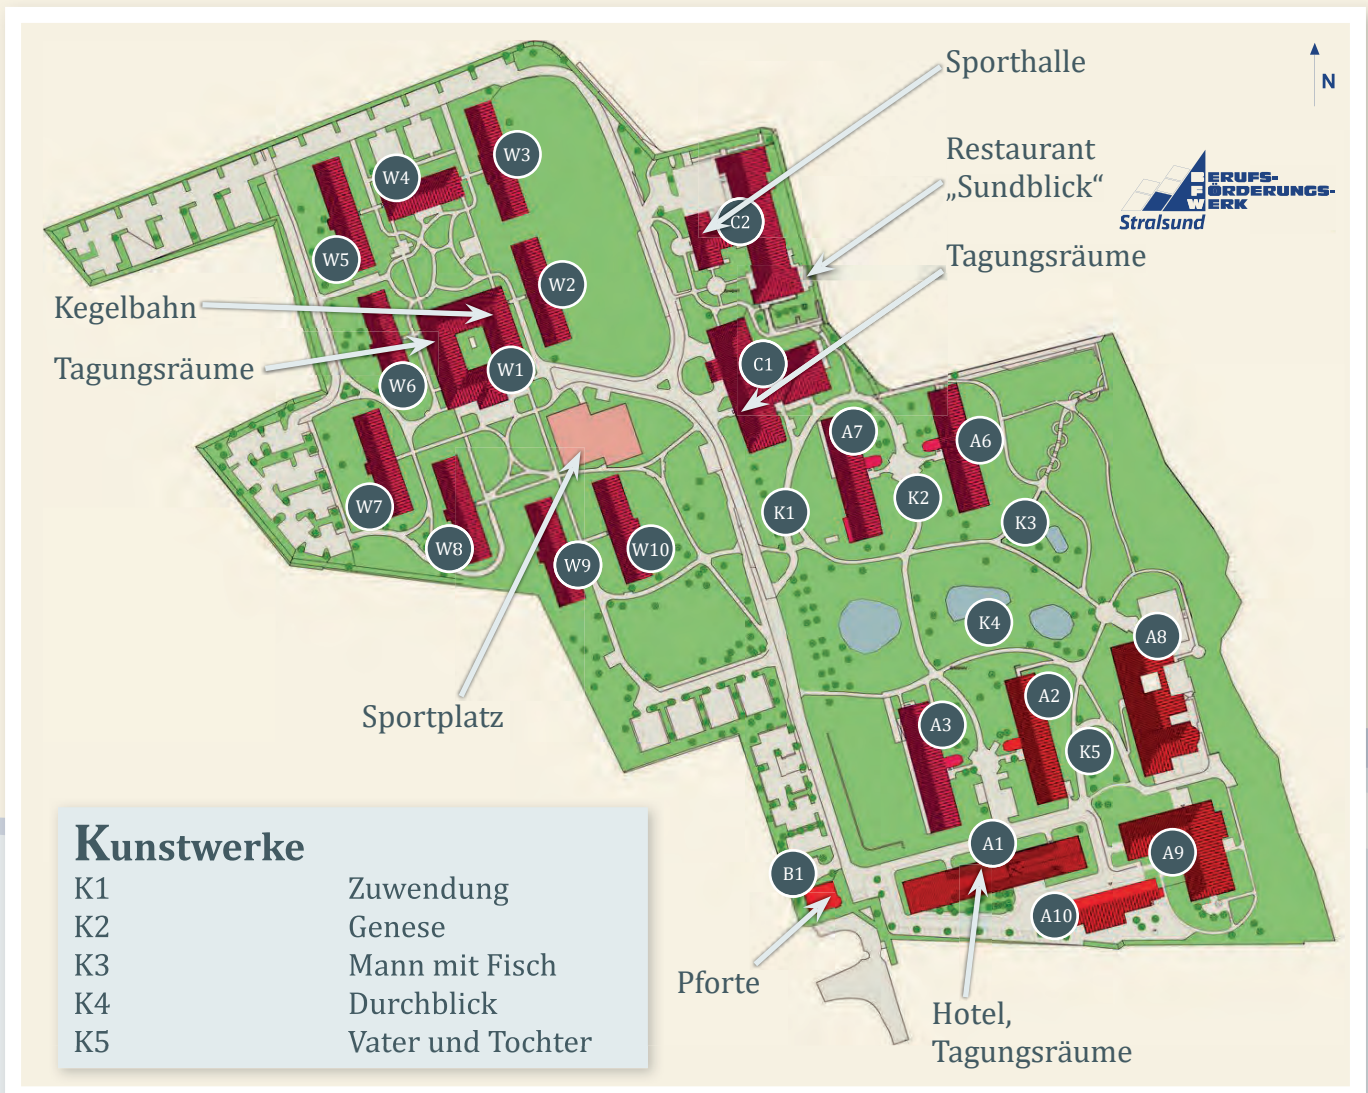 Sporthalle
N
Restaurant
„Sundblick“
BERUFS-
FÖRDERUNGS-
WERK
Stralsund
Tagungsräume
W3
W4
C2
W5
W2
Kegelbahn
Tagungsräume
W1
W6
C1
A7
A6
W7
K1
K2
K3
W8
W9
W10
K4
A8
Sportplatz
A2
A3
K5
A1
A9
B1
A10
Pforte
Hotel,
Tagungsräume
Kunstwerke
K1 Zuwendung
K2 Genese
K3 Mann mit Fisch
K4 Durchblick
K5 Vater und Tochter